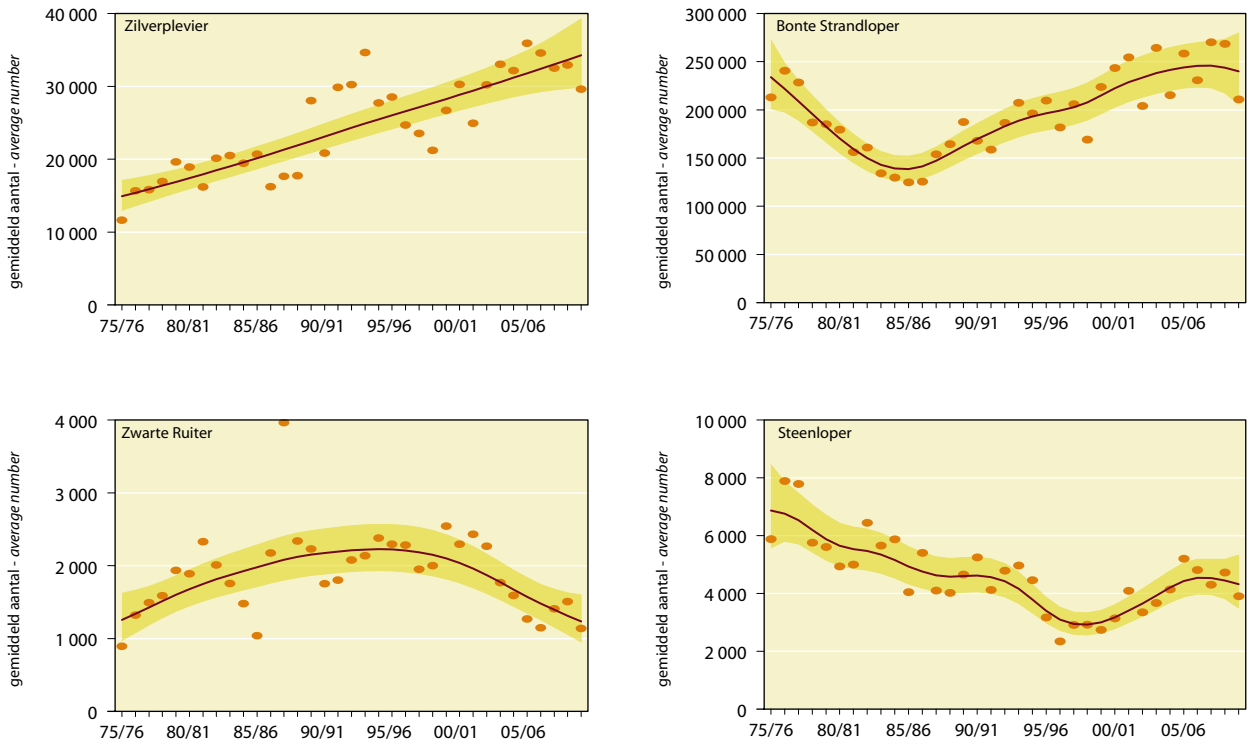 Zilverplevier
gemiddeld aantal - average number
40 000
30 000
20 000
10 000
0
75/76 80/81 85/86 90/91 95/96 00/01 05/06
Bonte Strandloper
gemiddeld aantal - average number
300 000
250 000
200 000
150 000
100 000
50 000
0
75/76 80/81 85/86 90/91 95/96 00/01 05/06
Zwarte Ruiter
gemiddeld aantal - average number
4 000
3 000
2 000
1 000
0
75/76 80/81 85/86 90/91 95/96 00/01 05/06
Steenloper
gemiddeld aantal - average number
10 000
8 000
6 000
4 000
2 000
0
75/76 80/81 85/86 90/91 95/96 00/01 05/06